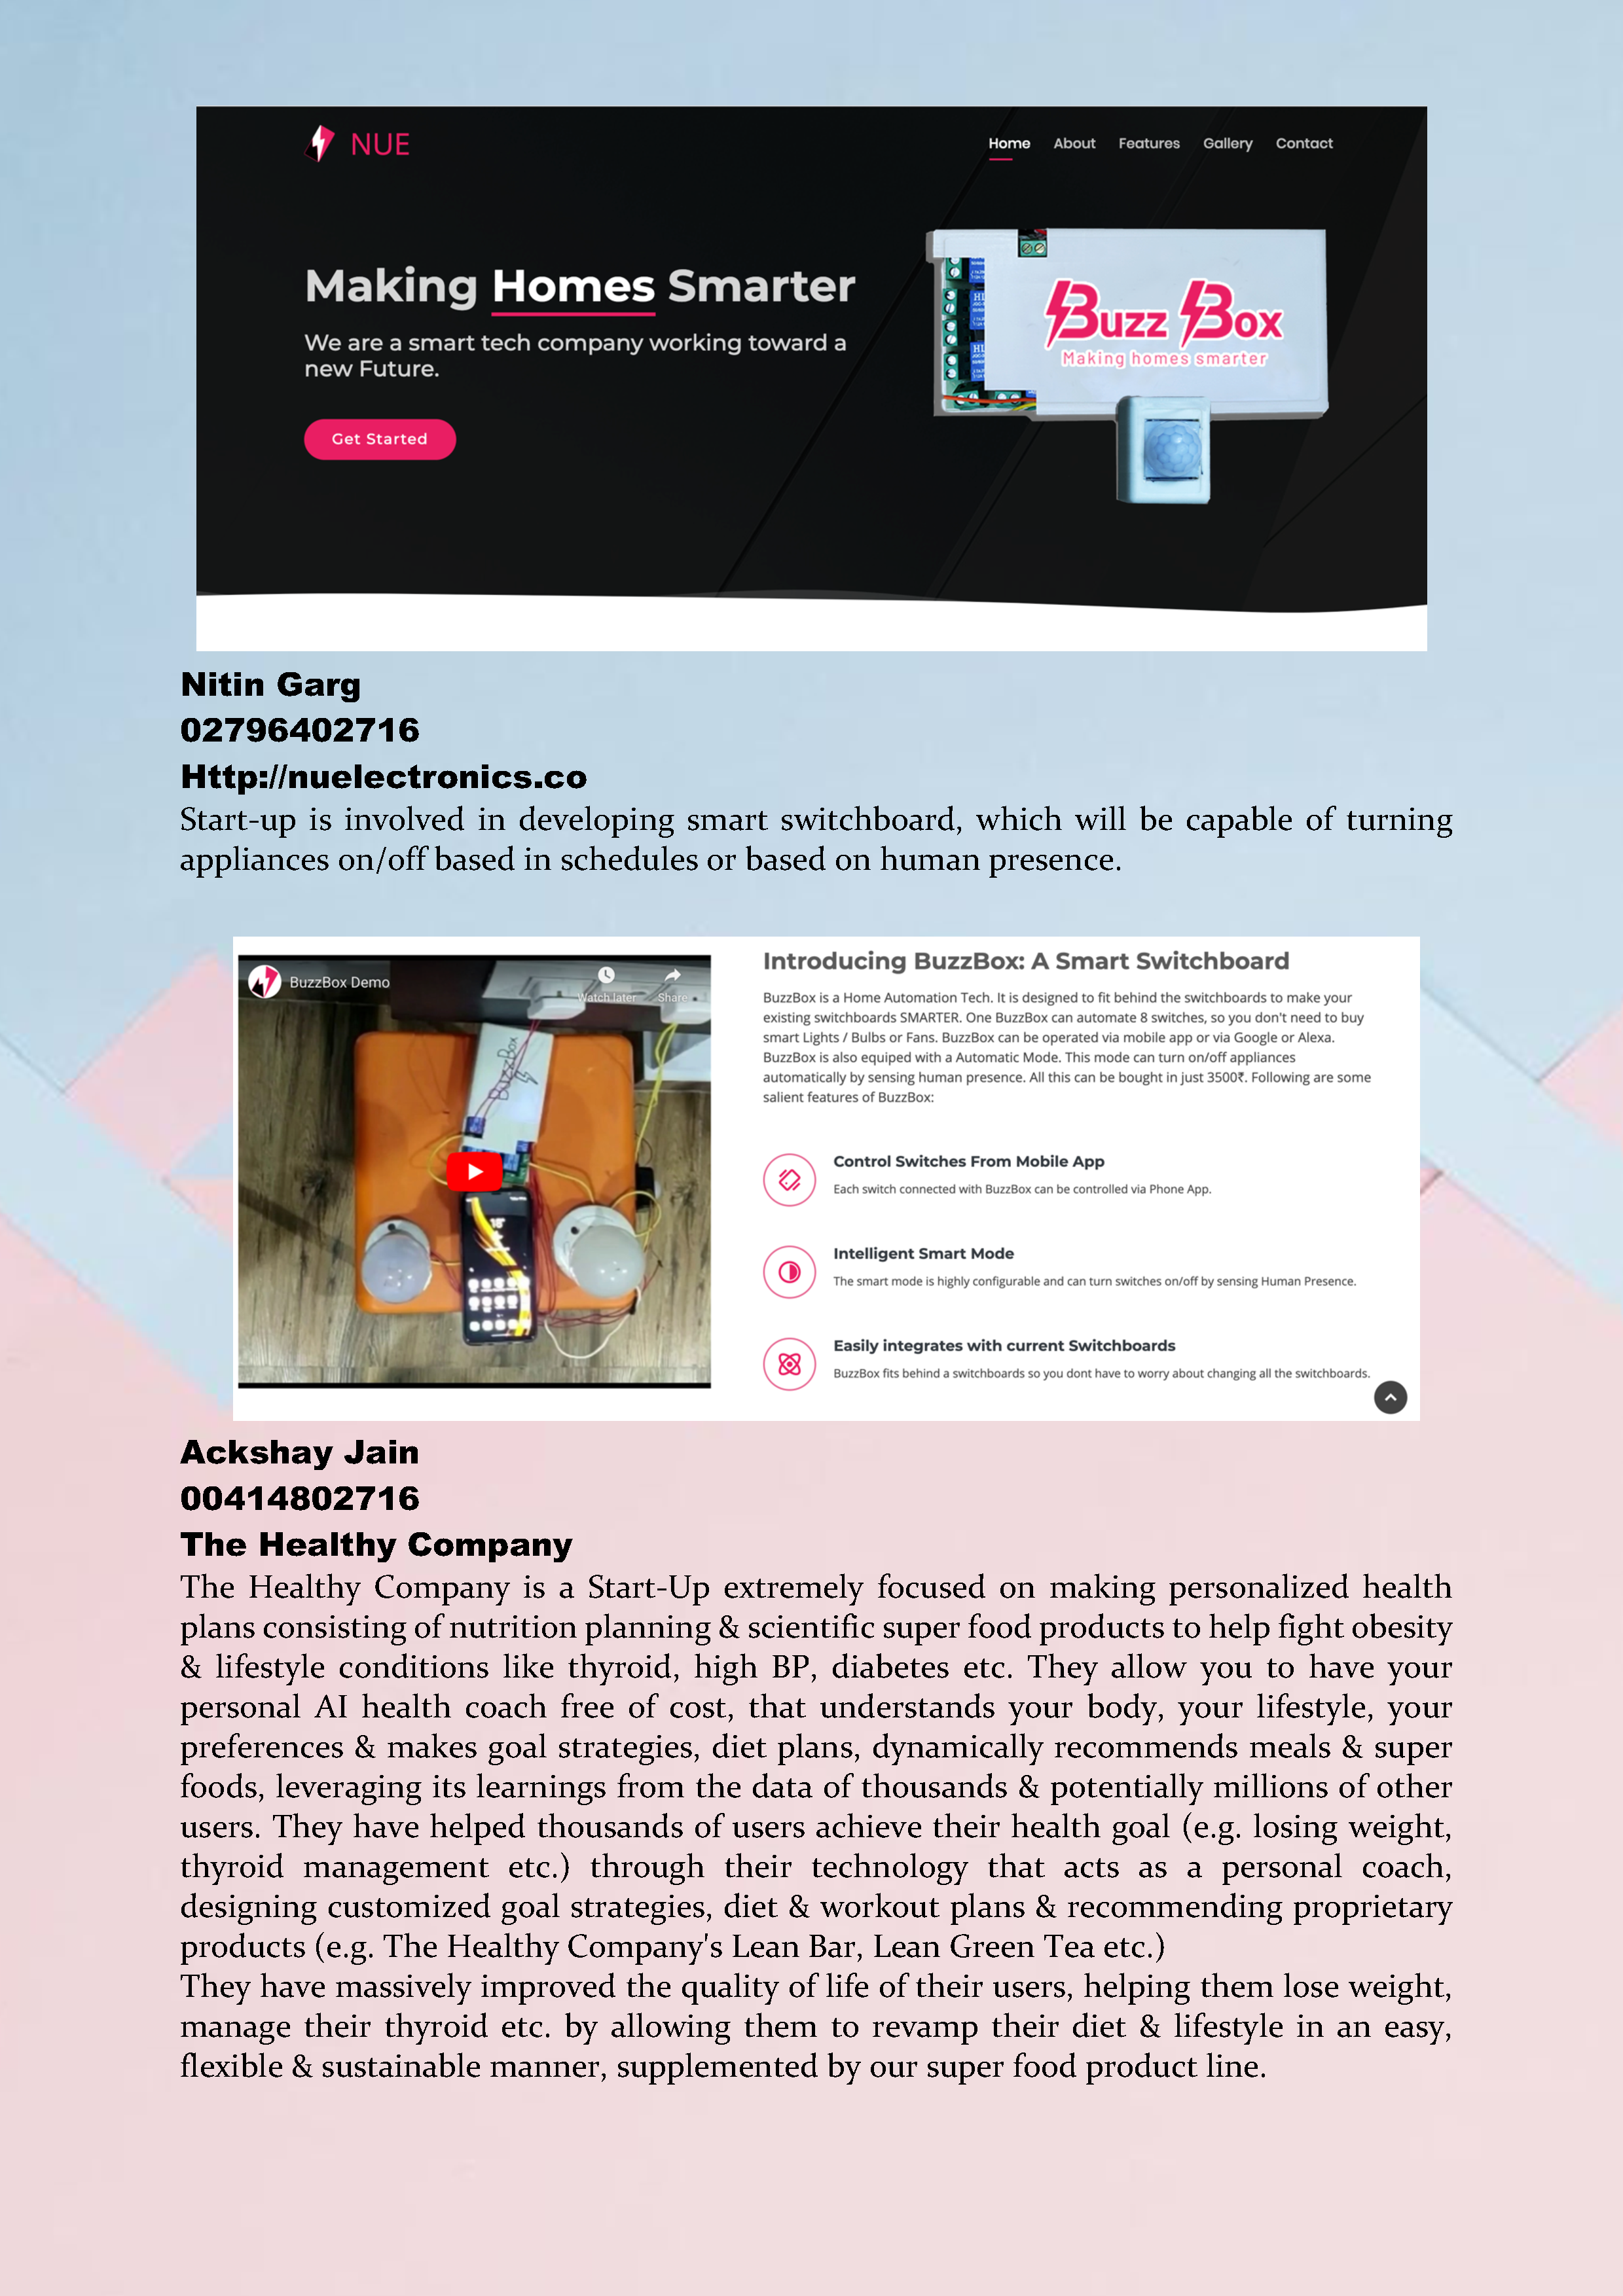 NUE
Home About Features Gallery Contact
Making Homes Smarter
We are a smart tech company working toward a
new Future.
Get Started
Buzz Box
Making homes smarter
Nitin Garg
02796402716
Http://nuelectronics.co
Start-up is involved in developing smart switchboard, which will be capable of turning
appliances on/off based in schedules or based on human presence.
BuzzBox Demo
Watch later Share
BuzzBox
Introducing BuzzBox: A Smart Switchboard
BuzzBox is a Home Automation Tech. It is designed to fit behind the switchboards to make your
existing switchboards SMARTER. One BuzzBox can automate 8 switches, so you don't need to buy
smart Lights / Bulbs or Fans. BuzzBox can be operated via mobile app or via Google or Alexa.
BuzzBox is also equiped with a Automatic Mode. This mode can turn on/off appliances
automatically by sensing human presence. All this can be bought in just 3500₹. Following are some
salient features of BuzzBox:
Control Switches From Mobile App
Each switch connected with BuzzBox can be controlled via Phone App.
Intelligent Smart Mode
The smart mode is highly configurable and can turn switches on/off by sensing Human Presence.
Easily integrates with current Switchboards
BuzzBox fits behind a switchboards so you dont have to worry about changing all the switchboards.
Ackshay Jain
00414802716
The Healthy Company
The Healthy Company is a Start-Up extremely focused on making personalized health
plans consisting of nutrition planning & scientific super food products to help fight obesity
& lifestyle conditions like thyroid, high BP, diabetes etc. They allow you to have your
personal AI health coach free of cost, that understands your body, your lifestyle, your
preferences & makes goal strategies, diet plans, dynamically recommends meals & super
foods, leveraging its learnings from the data of thousands & potentially millions of other
users. They have helped thousands of users achieve their health goal (e.g. losing weight,
thyroid management etc.) through their technology that acts as a personal coach,
designing customized goal strategies, diet & workout plans & recommending proprietary
products (e.g. The Healthy Company's Lean Bar, Lean Green Tea etc.)
They have massively improved the quality of life of their users, helping them lose weight,
manage their thyroid etc. by allowing them to revamp their diet & lifestyle in an easy,
flexible & sustainable manner, supplemented by our super food product line.